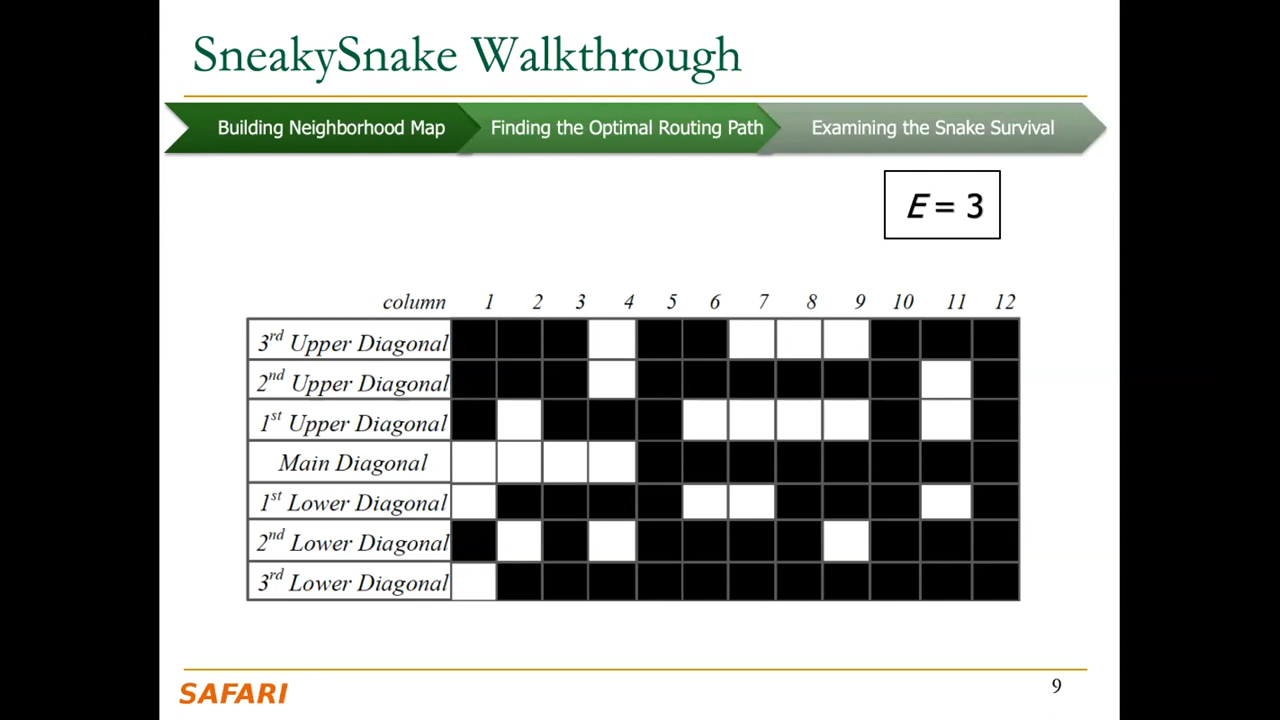 SneakySnake Walkthrough
Building Neighborhood Map Finding the Optimal Routing Path Examining the Snake Survival
E = 3
column 1 2 3 4 5 6 7 8 9 10 11 12
3rd Upper Diagonal
2nd Upper Diagonal
1st Upper Diagonal
Main Diagonal
1st Lower Diagonal
2nd Lower Diagonal
3rd Lower Diagonal
SAFARI 9